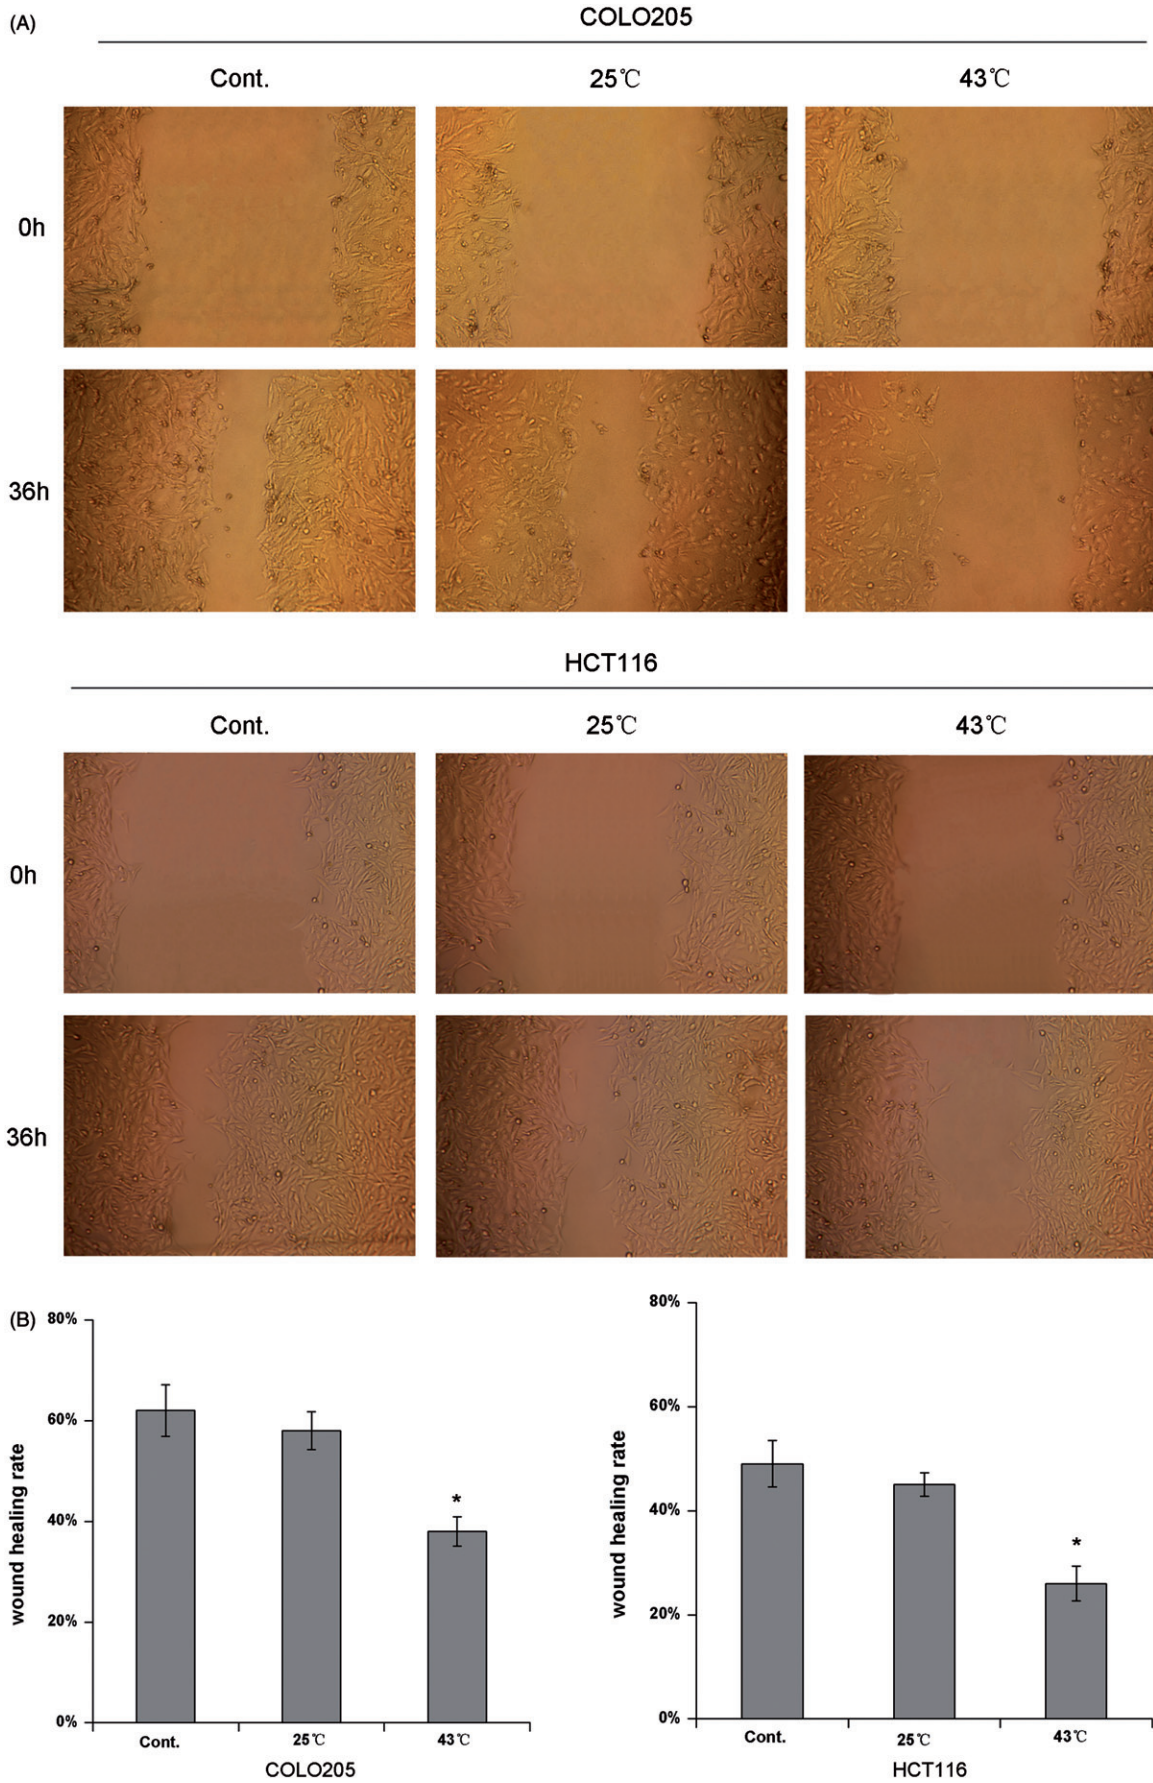 (A)
COLO205
Cont. 25℃ 43℃
0h
36h
HCT116
Cont. 25℃ 43℃
0h
36h
(B)
80%
60%
40%
20%
0%
wound healing rate
*
Cont. 25℃ 43℃
COLO205
80%
60%
40%
20%
0%
wound healing rate
*
Cont. 25℃ 43℃
HCT116